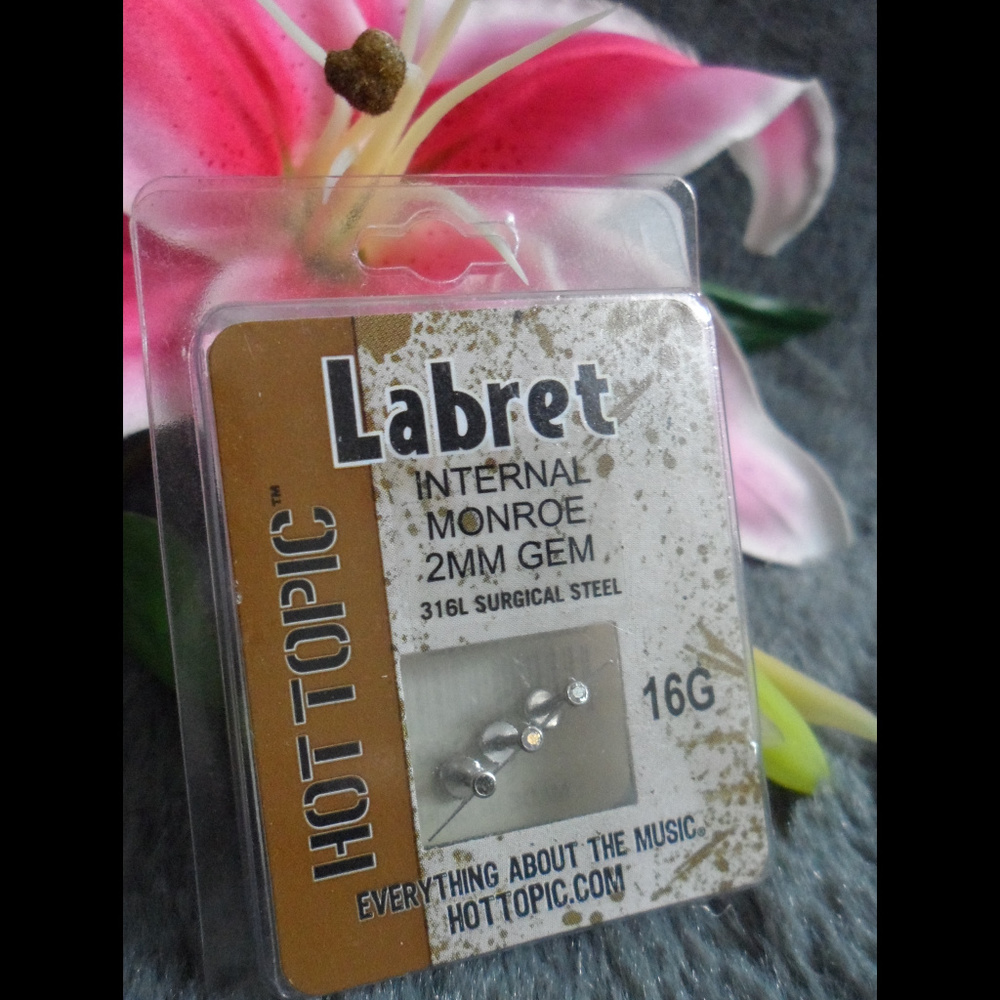 Labret
INTERNAL
MONROE
2MM GEM
316L SURGICAL STEEL
HOT TOPIC™
16G
EVERYTHING ABOUT THE MUSIC®
HOTTOPIC.COM